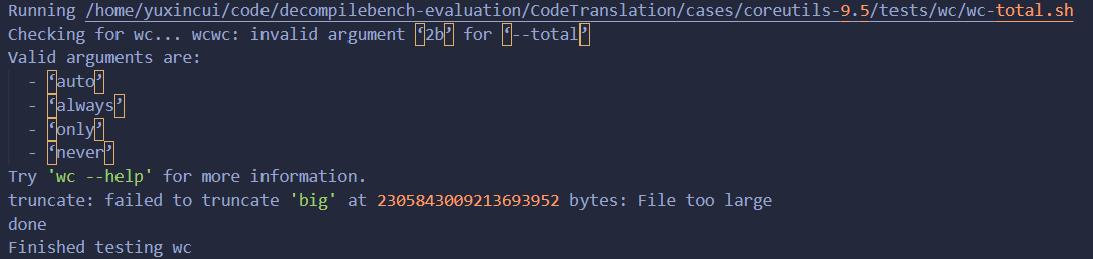 Running /home/yuxincui/code/decompilebench-evaluation/CodeTranslation/cases/coreutils-9.5/tests/wc/wc-total.sh
Checking for wc... wcwc: invalid argument ‘2b’ for ‘--total’
Valid arguments are:
  - ‘auto’
  - ‘always’
  - ‘only’
  - ‘never’
Try 'wc --help' for more information.
truncate: failed to truncate 'big' at 2305843009213693952 bytes: File too large
done
Finished testing wc